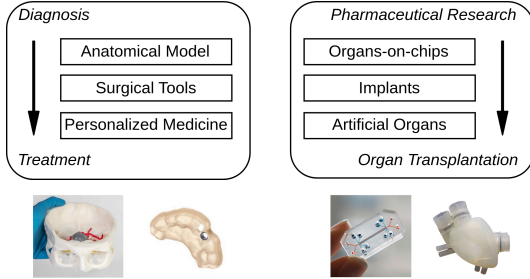 Diagnosis
Anatomical Model
Surgical Tools
Personalized Medicine
Treatment
Pharmaceutical Research
Organs-on-chips
Implants
Artificial Organs
Organ Transplantation